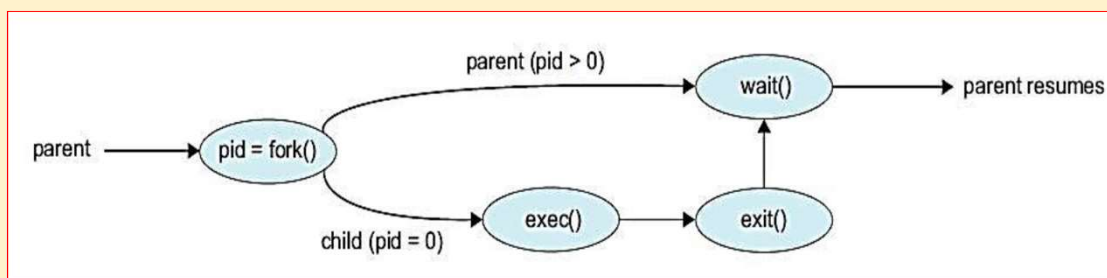 parent (pid > 0)
wait()
parent resumes
parent
pid = fork()
exec()
exit()
child (pid = 0)